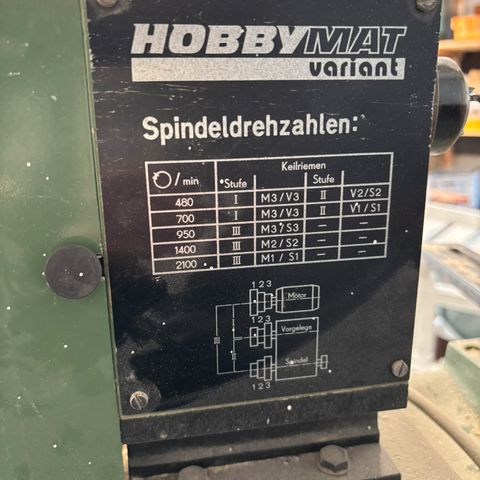 HOBBYMAT
variant
Spindeldrehzahlen:
Keilriemen
/min Stufe Stufe
480 I M3/V3 II V2/S2
700 I M3/V3 II V1/S1
950 III M3/S3 – –
1400 III M2/S2 – –
2100 III M1/S1 – –
1 2 3
Motor
1 2 3
I
Vorgelege
III
II
Spindel
1 2 3